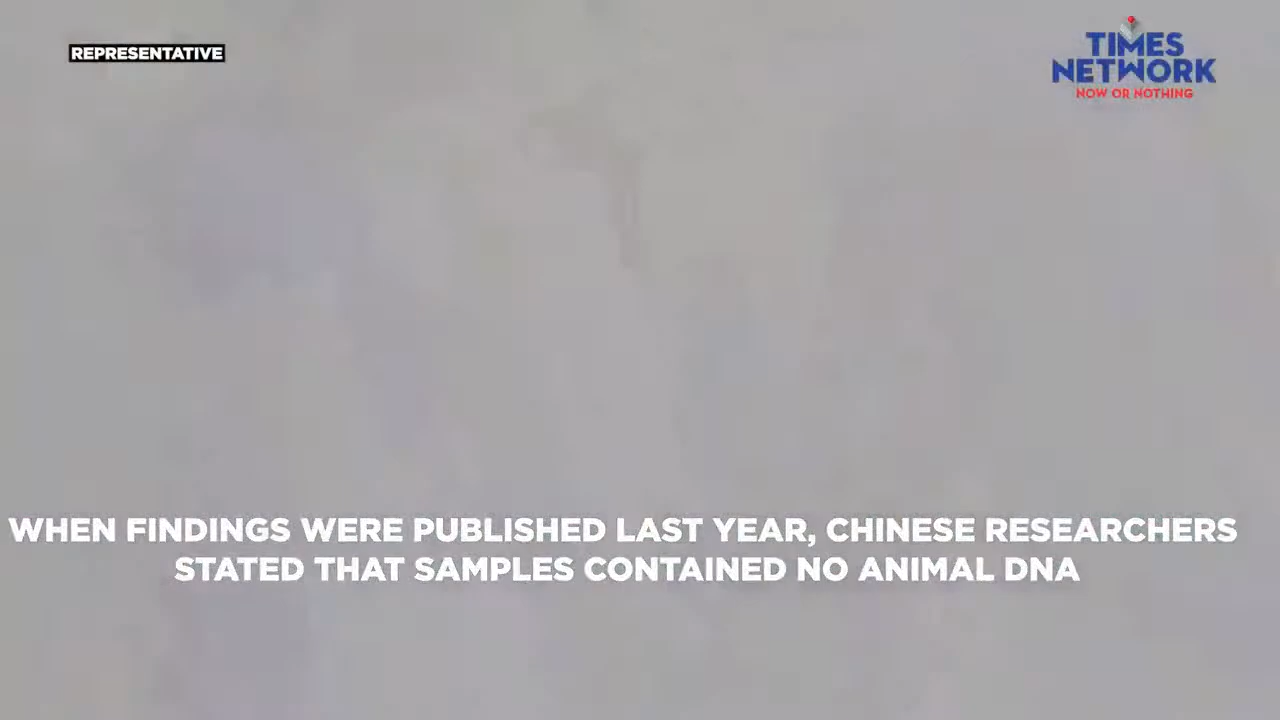 REPRESENTATIVE
TIMES
NETWORK
NOW OR NOTHING
WHEN FINDINGS WERE PUBLISHED LAST YEAR, CHINESE RESEARCHERS
STATED THAT SAMPLES CONTAINED NO ANIMAL DNA